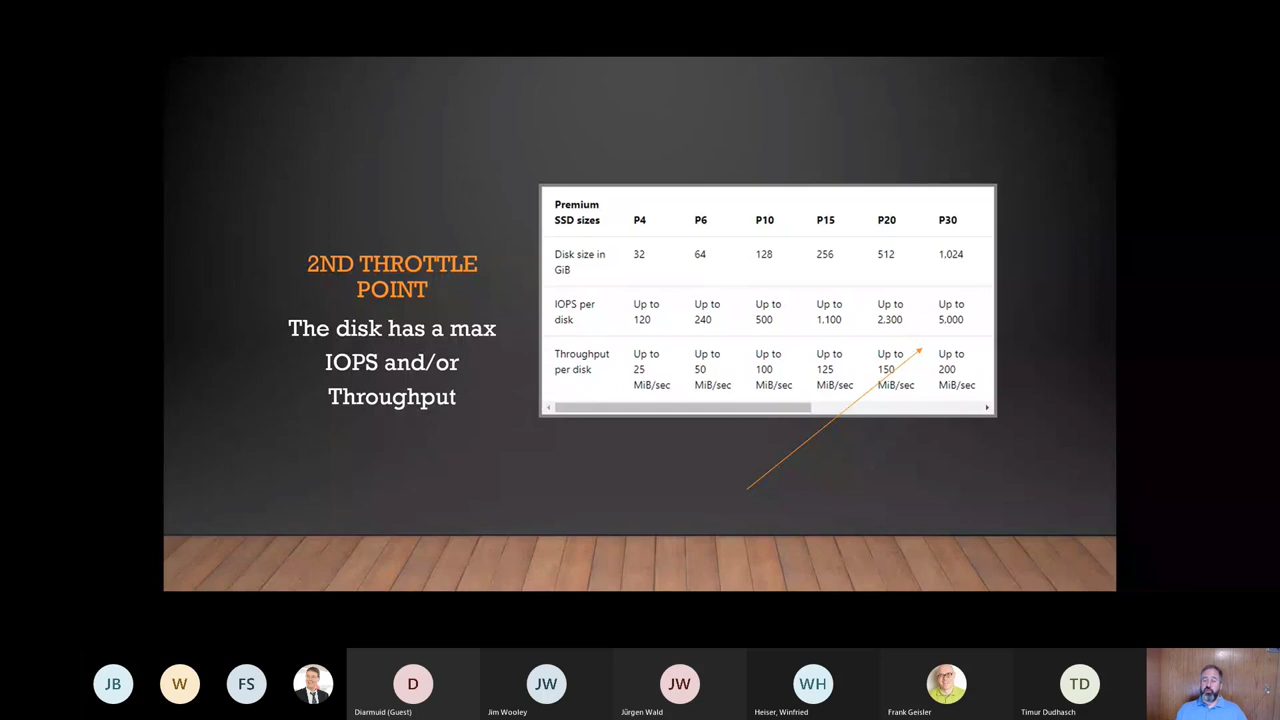 2ND THROTTLE
POINT
The disk has a max
IOPS and/or
Throughput
Premium
SSD sizes P4 P6 P10 P15 P20 P30
Disk size in
GiB
32 64 128 256 512 1,024
IOPS per
disk
Up to
120
Up to
240
Up to
500
Up to
1,100
Up to
2,300
Up to
5,000
Throughput
per disk
Up to
25
MiB/sec
Up to
50
MiB/sec
Up to
100
MiB/sec
Up to
125
MiB/sec
Up to
150
MiB/sec
Up to
200
MiB/sec
JB W FS D JW JW WH TD
Diarmuid (Guest) Jim Wooley Jürgen Wald Heiser, Winfried Frank Geisler Timur Dudhasch